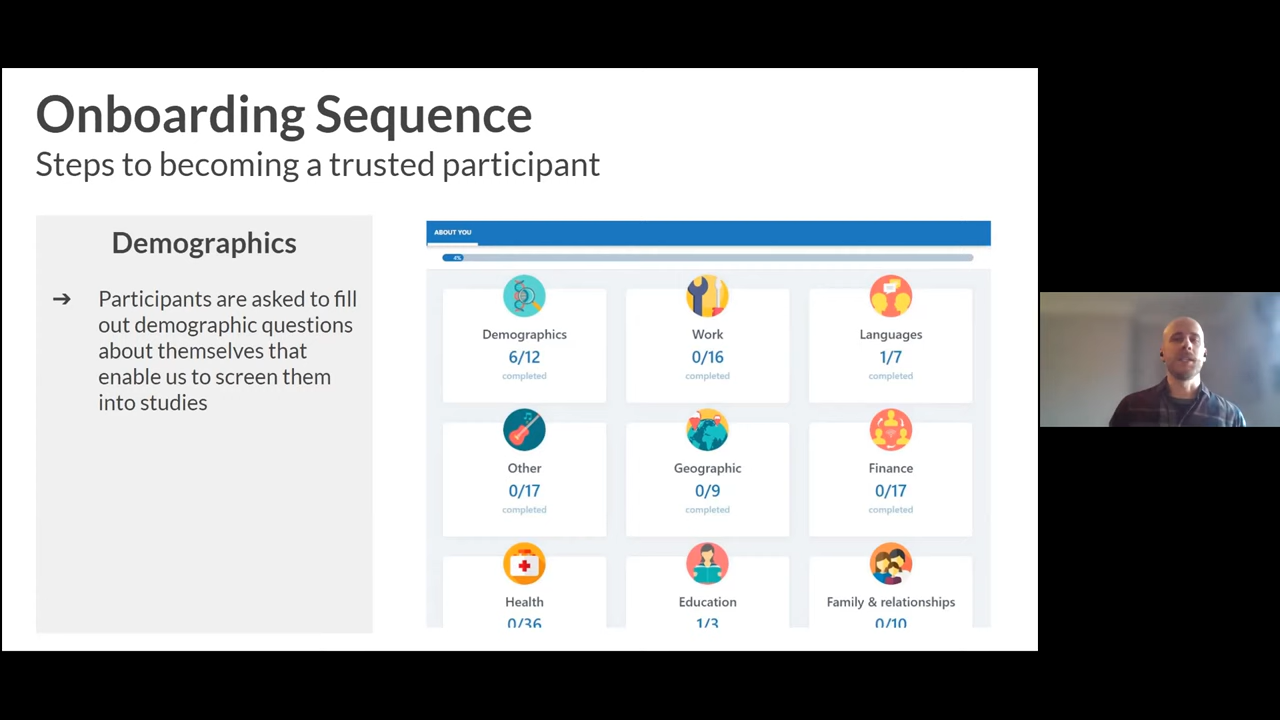 Onboarding Sequence
Steps to becoming a trusted participant
Demographics
➔ Participants are asked to fill
out demographic questions
about themselves that
enable us to screen them
into studies
ABOUT YOU
4%
Demographics
6/12
completed
Work
0/16
completed
Languages
1/7
completed
Other
0/17
completed
Geographic
0/9
completed
Finance
0/17
completed
Health
0/36
Education
1/3
Family & relationships
0/10